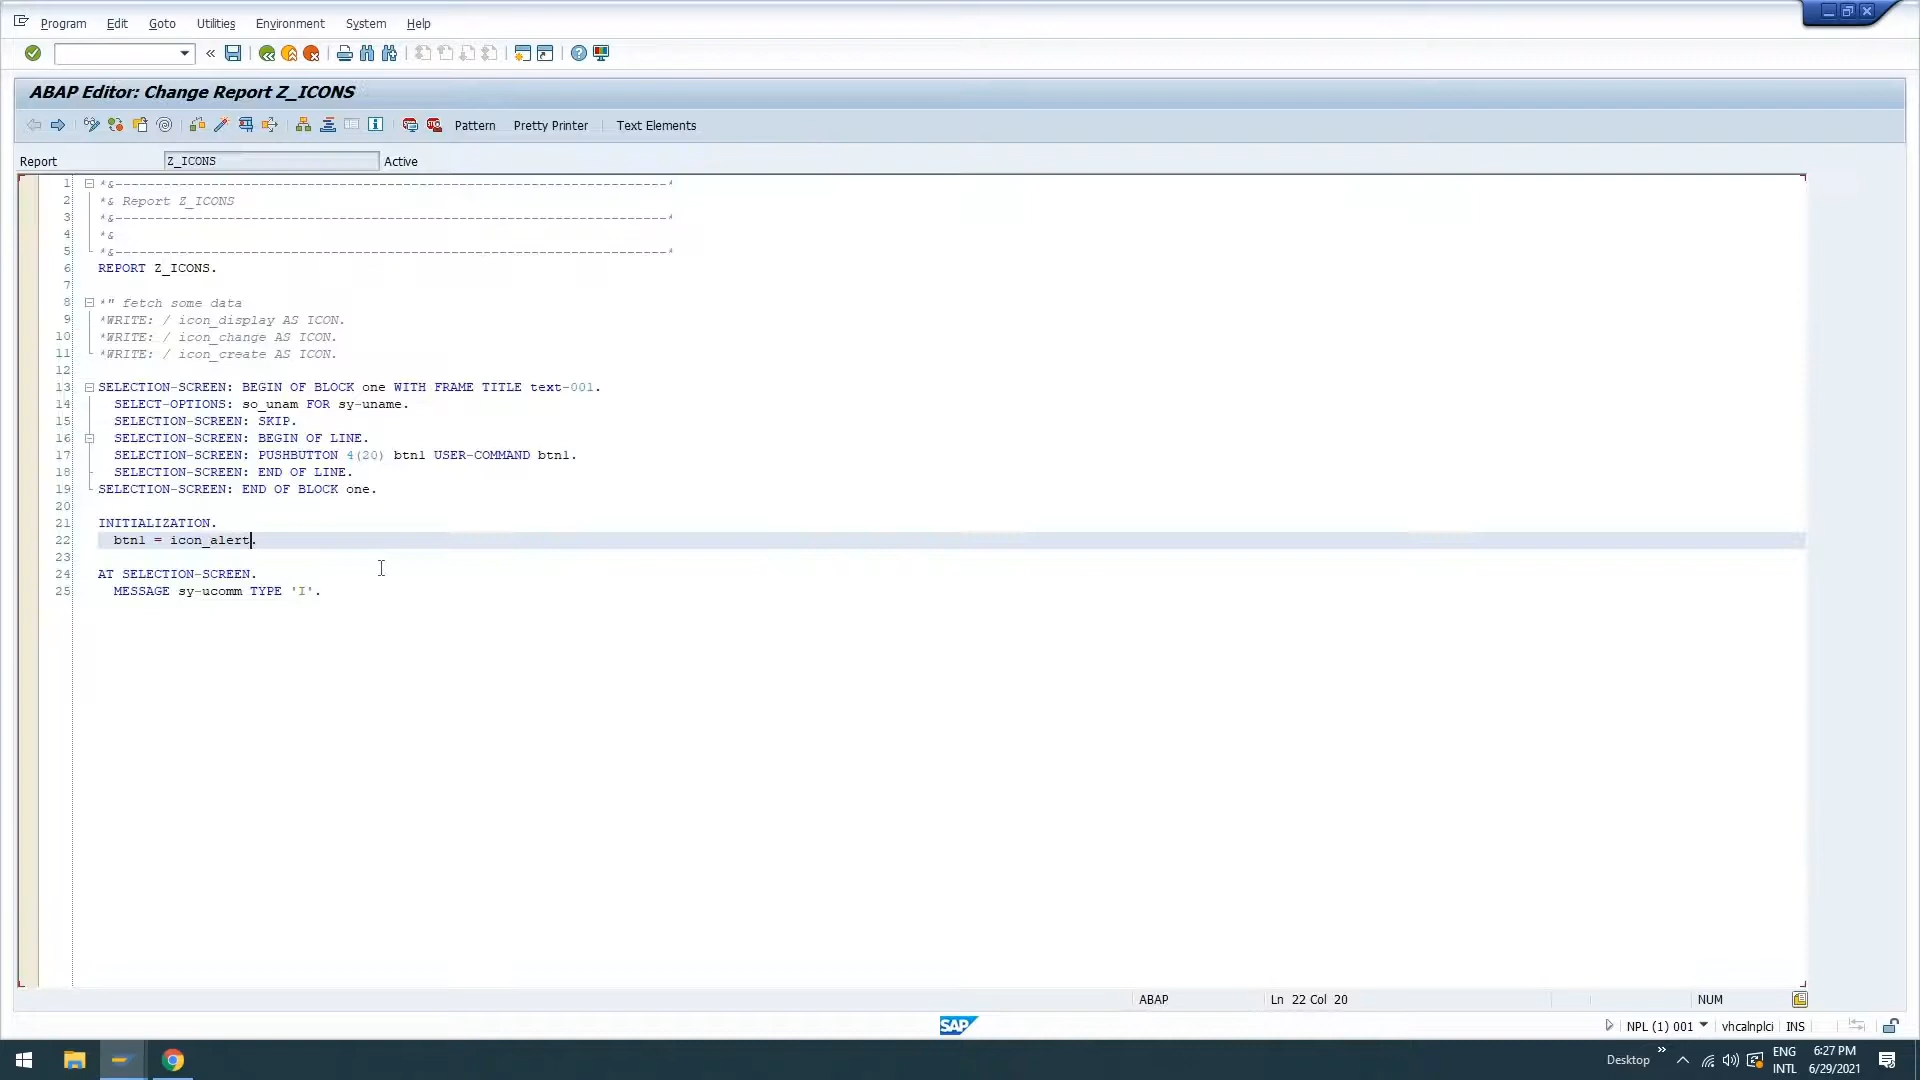 Program Edit Goto Utilities Environment System Help
«
ABAP Editor: Change Report Z_ICONS
Pattern Pretty Printer Text Elements
Report Z_ICONS Active
1 *&---------------------------------------------------------------------*
2 *& Report Z_ICONS
3 *&---------------------------------------------------------------------*
4 *&
5 *&---------------------------------------------------------------------*
6 REPORT Z_ICONS.
7
8 *" fetch some data
9 *WRITE: / icon_display AS ICON.
10 *WRITE: / icon_change AS ICON.
11 *WRITE: / icon_create AS ICON.
12
13 SELECTION-SCREEN: BEGIN OF BLOCK one WITH FRAME TITLE text-001.
14 SELECT-OPTIONS: so_unam FOR sy-uname.
15 SELECTION-SCREEN: SKIP.
16 SELECTION-SCREEN: BEGIN OF LINE.
17 SELECTION-SCREEN: PUSHBUTTON 4(20) btn1 USER-COMMAND btn1.
18 SELECTION-SCREEN: END OF LINE.
19 SELECTION-SCREEN: END OF BLOCK one.
20
21 INITIALIZATION.
22 btn1 = icon_alert.
23
24 AT SELECTION-SCREEN.
25 MESSAGE sy-ucomm TYPE 'I'.
ABAP Ln 22 Col 20 NUM
SAP
NPL (1) 001 vhcalnplci INS
Desktop » ENG 6:27 PM
INTL 6/29/2021